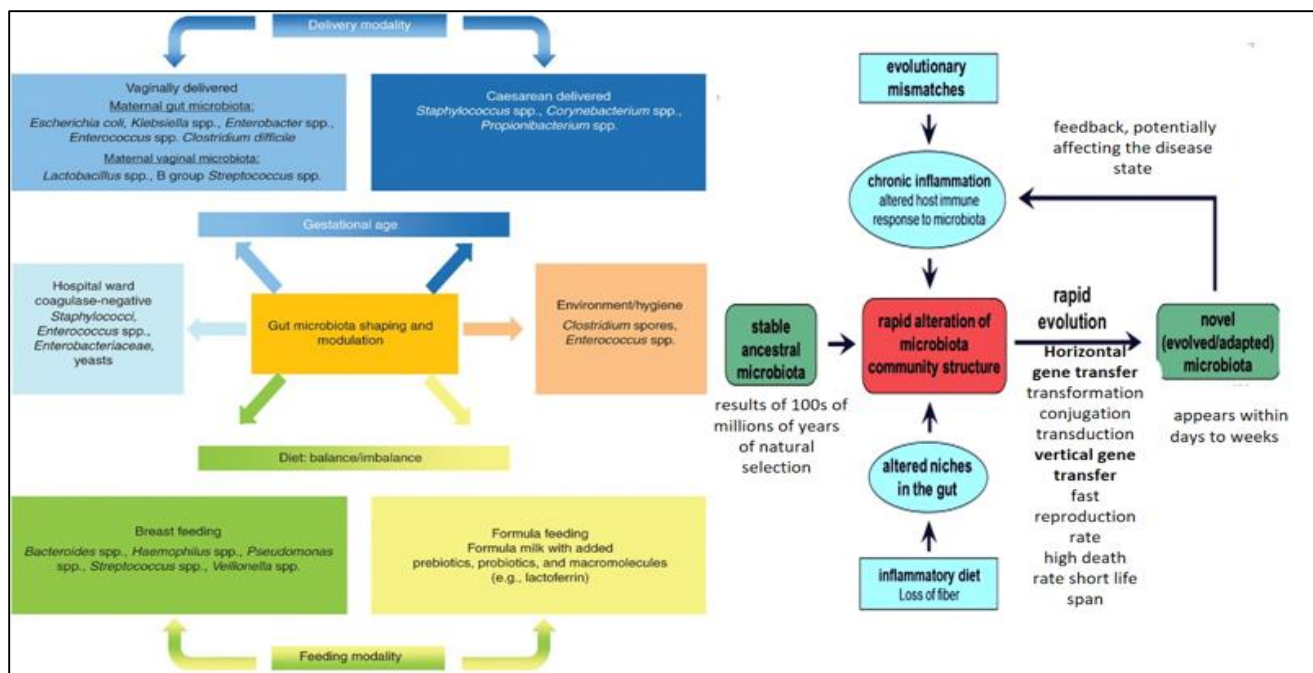 Delivery modality
Vaginally delivered
Maternal gut microbiota:
Escherichia coli, Klebsiella spp., Enterobacter spp.,
Enterococcus spp. Clostridium difficile
Maternal vaginal microbiota:
Lactobacillus spp., B group Streptococcus spp.
Caesarean delivered
Staphylococcus spp., Corynebacterium spp.,
Propionibacterium spp.
Gestational age
Hospital ward
coagulase-negative
Staphylococci,
Enterococcus spp.,
Enterobacteriaceae,
yeasts
Gut microbiota shaping and
modulation
Environment/hygiene
Clostridium spores,
Enterococcus spp.
Diet: balance/imbalance
Breast feeding
Bacteroides spp., Haemophilus spp., Pseudomonas
spp., Streptococcus spp., Veillonella spp.
Formula feeding
Formula milk with added
prebiotics, probiotics, and macromolecules
(e.g., lactoferrin)
Feeding modality
evolutionary
mismatches
feedback, potentially
affecting the disease
state
chronic inflammation
altered host immune
response to microbiota
stable
ancestral
microbiota
results of 100s of
millions of years
of natural
selection
rapid alteration of
microbiota
community structure
rapid
evolution
Horizontal
gene transfer
transformation
conjugation
transduction
vertical gene
transfer
fast
reproduction
rate
high death
rate short life
span
novel
(evolved/adapted)
microbiota
appears within
days to weeks
altered niches
in the gut
inflammatory diet
Loss of fiber